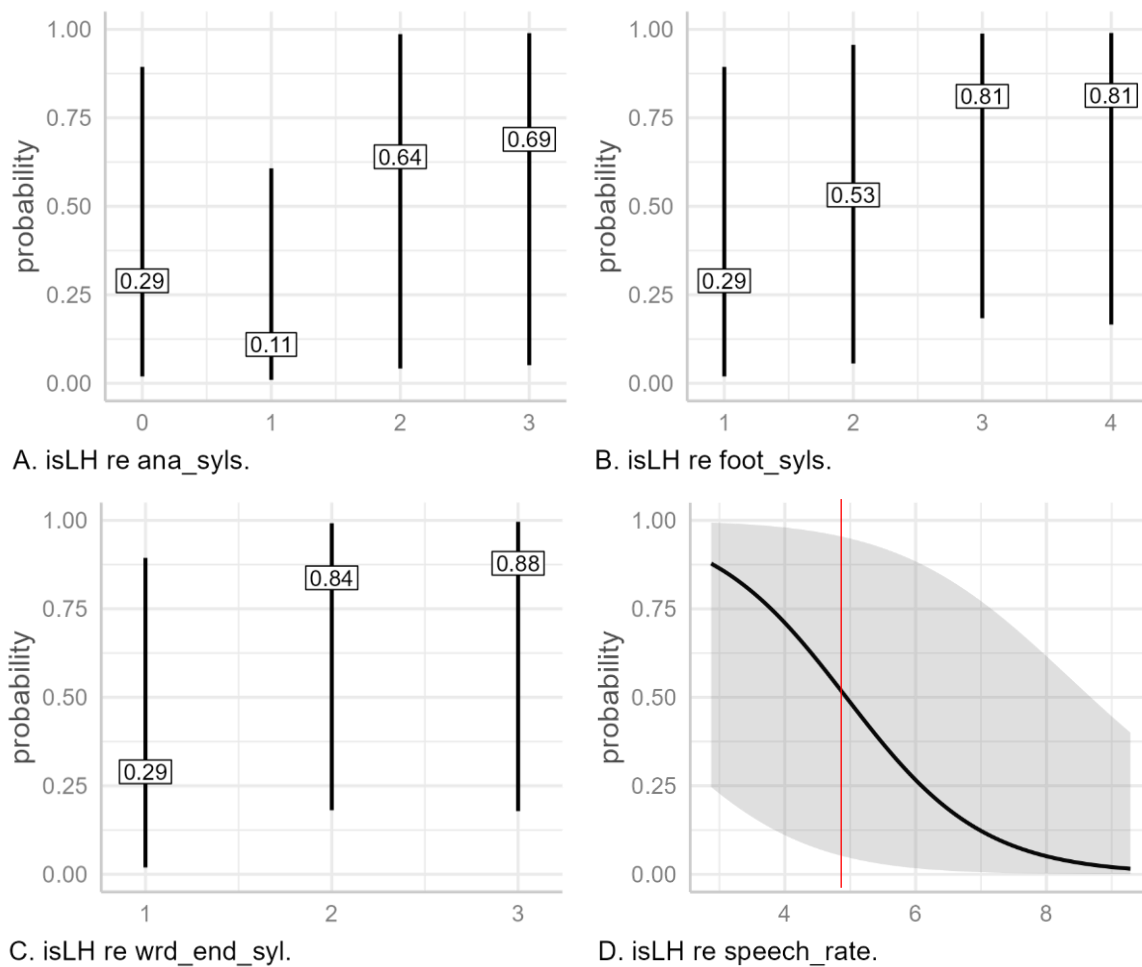 1.00
0.75
0.50
0.25
0.00
probability
0.29
0.11
0.64
0.69
0 1 2 3
A. isLH re ana_syls.
1.00
0.75
0.50
0.25
0.00
probability
0.29
0.53
0.81
0.81
1 2 3 4
B. isLH re foot_syls.
1.00
0.75
0.50
0.25
0.00
probability
0.29
0.84
0.88
1 2 3
C. isLH re wrd_end_syl.
1.00
0.75
0.50
0.25
0.00
probability
4 6 8
D. isLH re speech_rate.